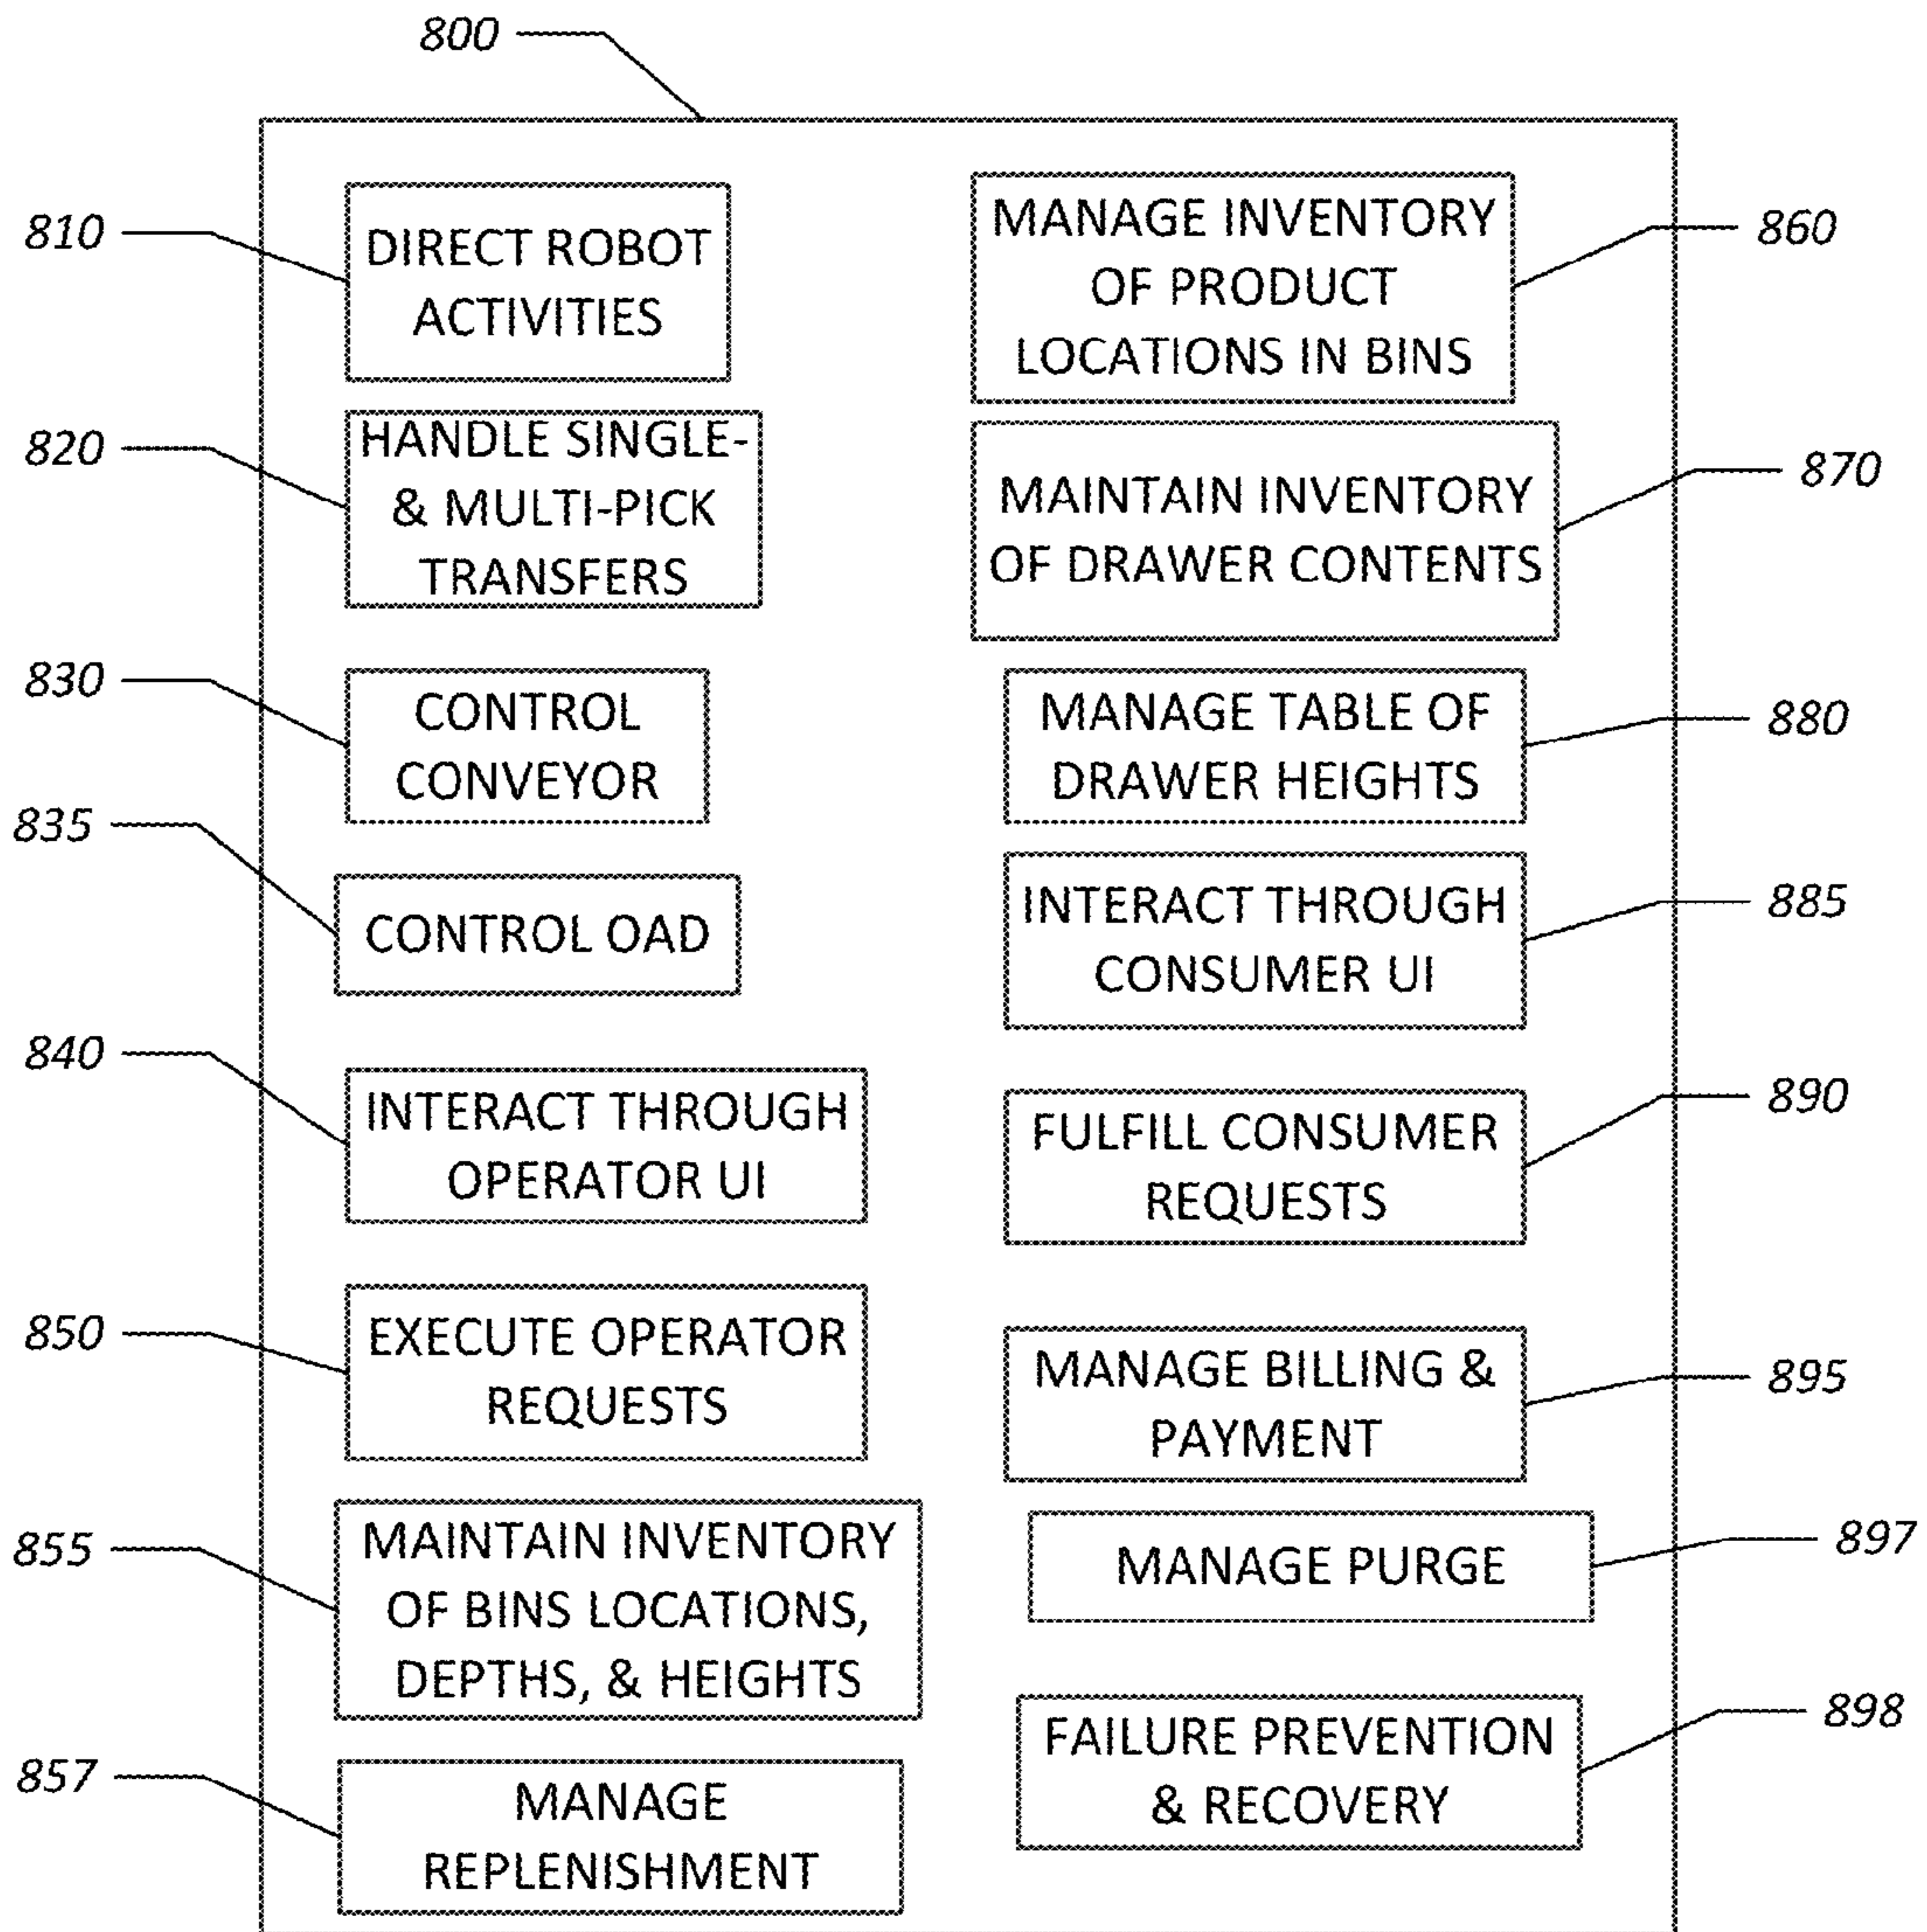 800
810
DIRECT ROBOT
ACTIVITIES
820
HANDLE SINGLE-
& MULTI-PICK
TRANSFERS
830
CONTROL
CONVEYOR
835
CONTROL OAD
840
INTERACT THROUGH
OPERATOR UI
850
EXECUTE OPERATOR
REQUESTS
855
MAINTAIN INVENTORY
OF BINS LOCATIONS,
DEPTHS, & HEIGHTS
857
MANAGE
REPLENISHMENT
MANAGE INVENTORY
OF PRODUCT
LOCATIONS IN BINS
860
MAINTAIN INVENTORY
OF DRAWER CONTENTS
870
MANAGE TABLE OF
DRAWER HEIGHTS
880
INTERACT THROUGH
CONSUMER UI
885
FULFILL CONSUMER
REQUESTS
890
MANAGE BILLING &
PAYMENT
895
MANAGE PURGE
897
FAILURE PREVENTION
& RECOVERY
898